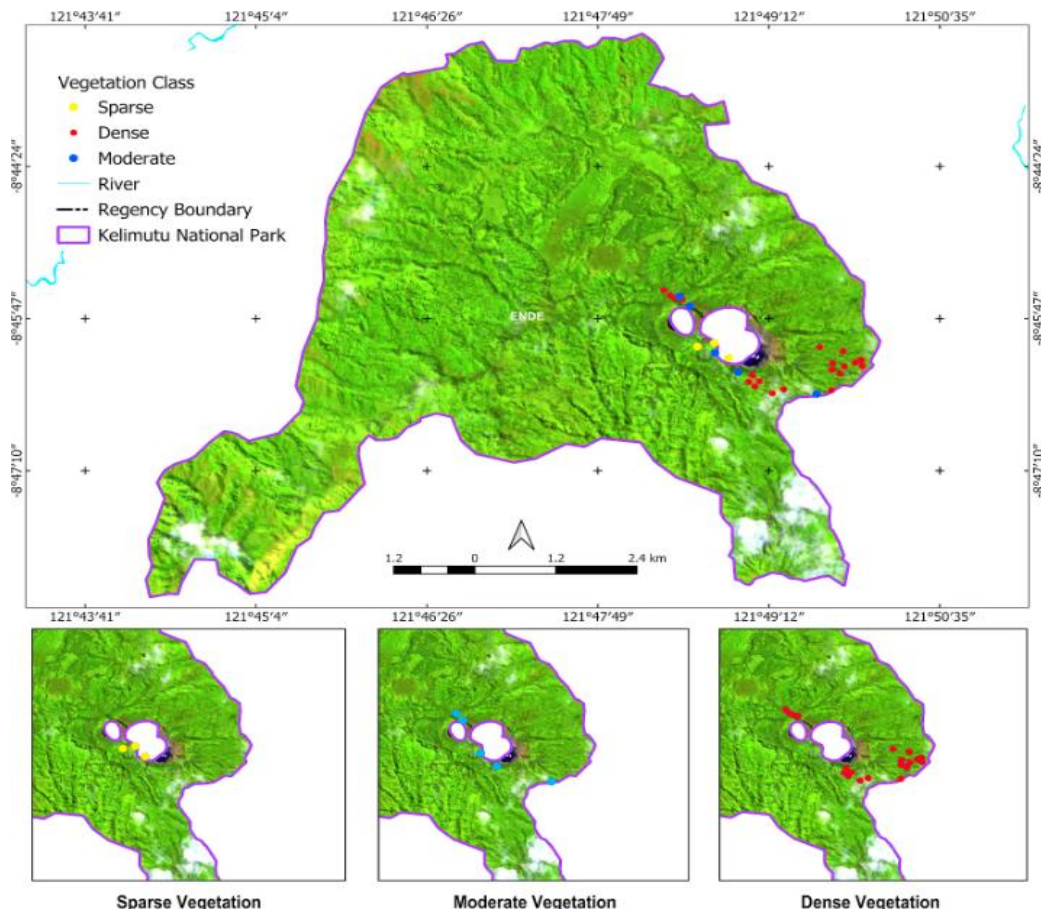 121°43'41" 121°45'4" 121°46'26" 121°47'49" 121°49'12" 121°50'35"
Vegetation Class
Sparse
Dense
Moderate
River
Regency Boundary
Kelimutu National Park
-8°44'24" -8°44'24"
-8°45'47" ENDE -8°45'47"
-8°47'10" -8°47'10"
1.2 0 1.2 2.4 km
121°43'41" 121°45'4" 121°46'26" 121°47'49" 121°49'12" 121°50'35"
Sparse Vegetation Moderate Vegetation Dense Vegetation